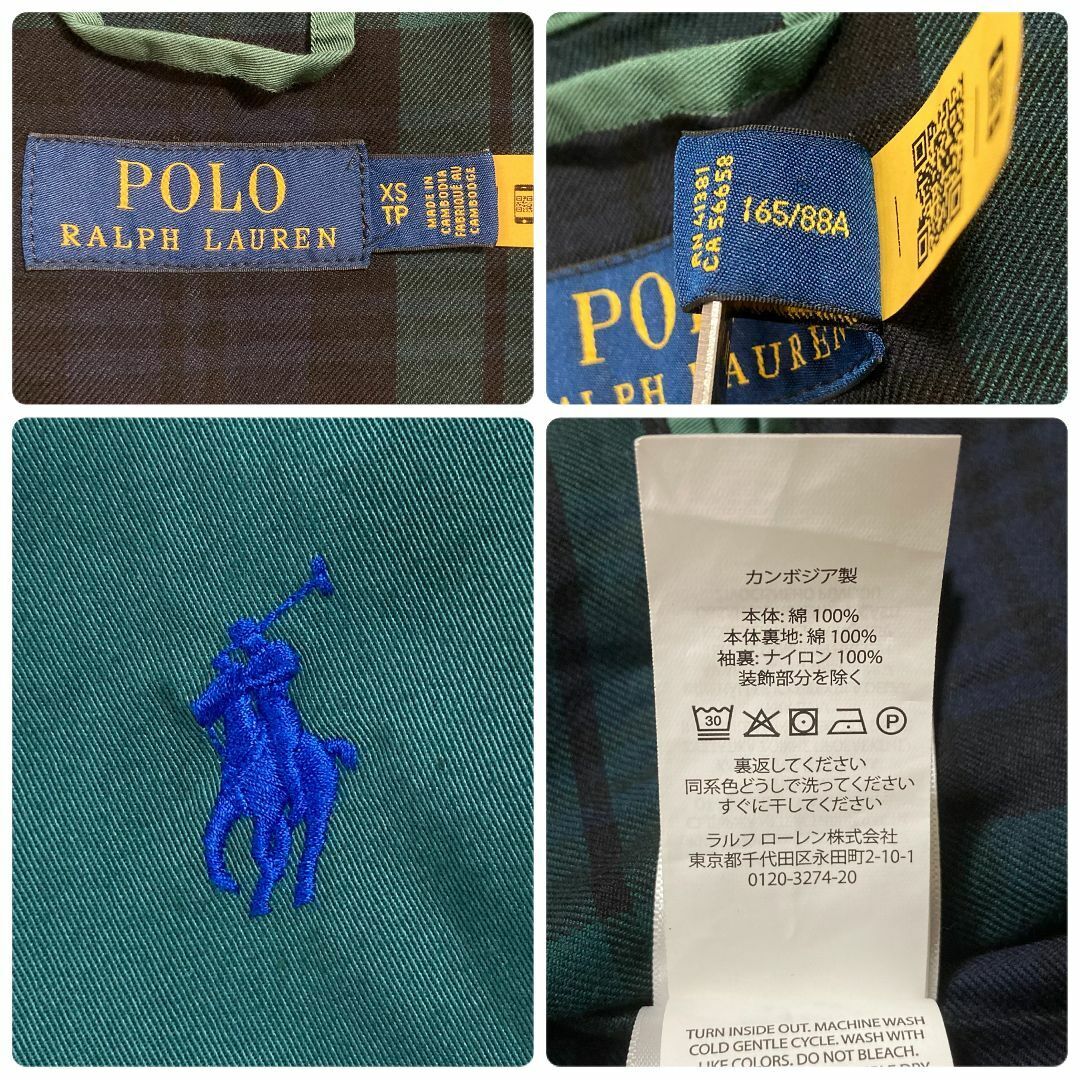 POLO
RALPH LAUREN
XS
TP
MADE IN
CAMBODIA
FABRIQUÉ AU
CAMBODGE
RN 41381
CA 56658
165/88A
POL
RALPH LAUREN
カンボジア製
本体: 綿 100%
本体裏地: 綿 100%
袖裏: ナイロン 100%
装飾部分を除く
30
P
裏返してください
同系色どうしで洗ってください
すぐに干してください
ラルフ ローレン株式会社
東京都千代田区永田町2-10-1
0120-3274-20
TURN INSIDE OUT. MACHINE WASH
COLD GENTLE CYCLE. WASH WITH
LIKE COLORS. DO NOT BLEACH.